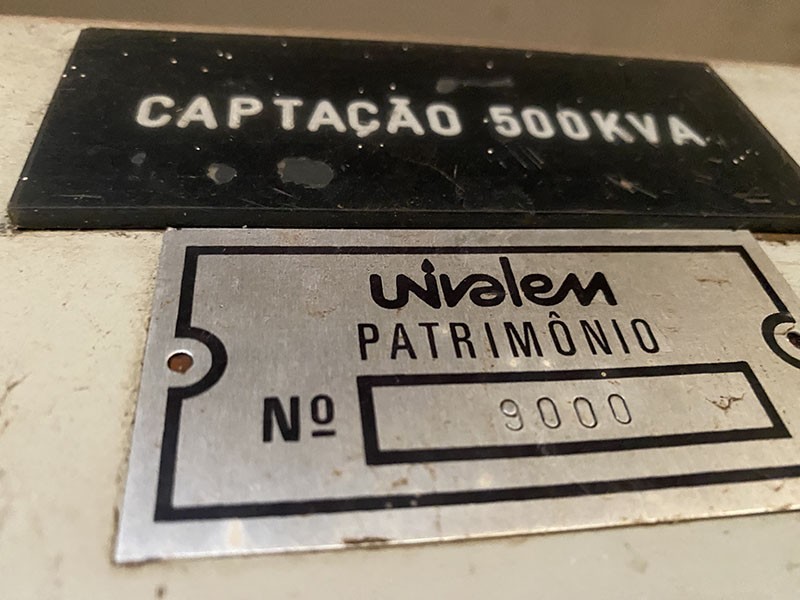 CAPTAÇÃO 500KVA
univalem
PATRIMÔNIO
Nº 9000